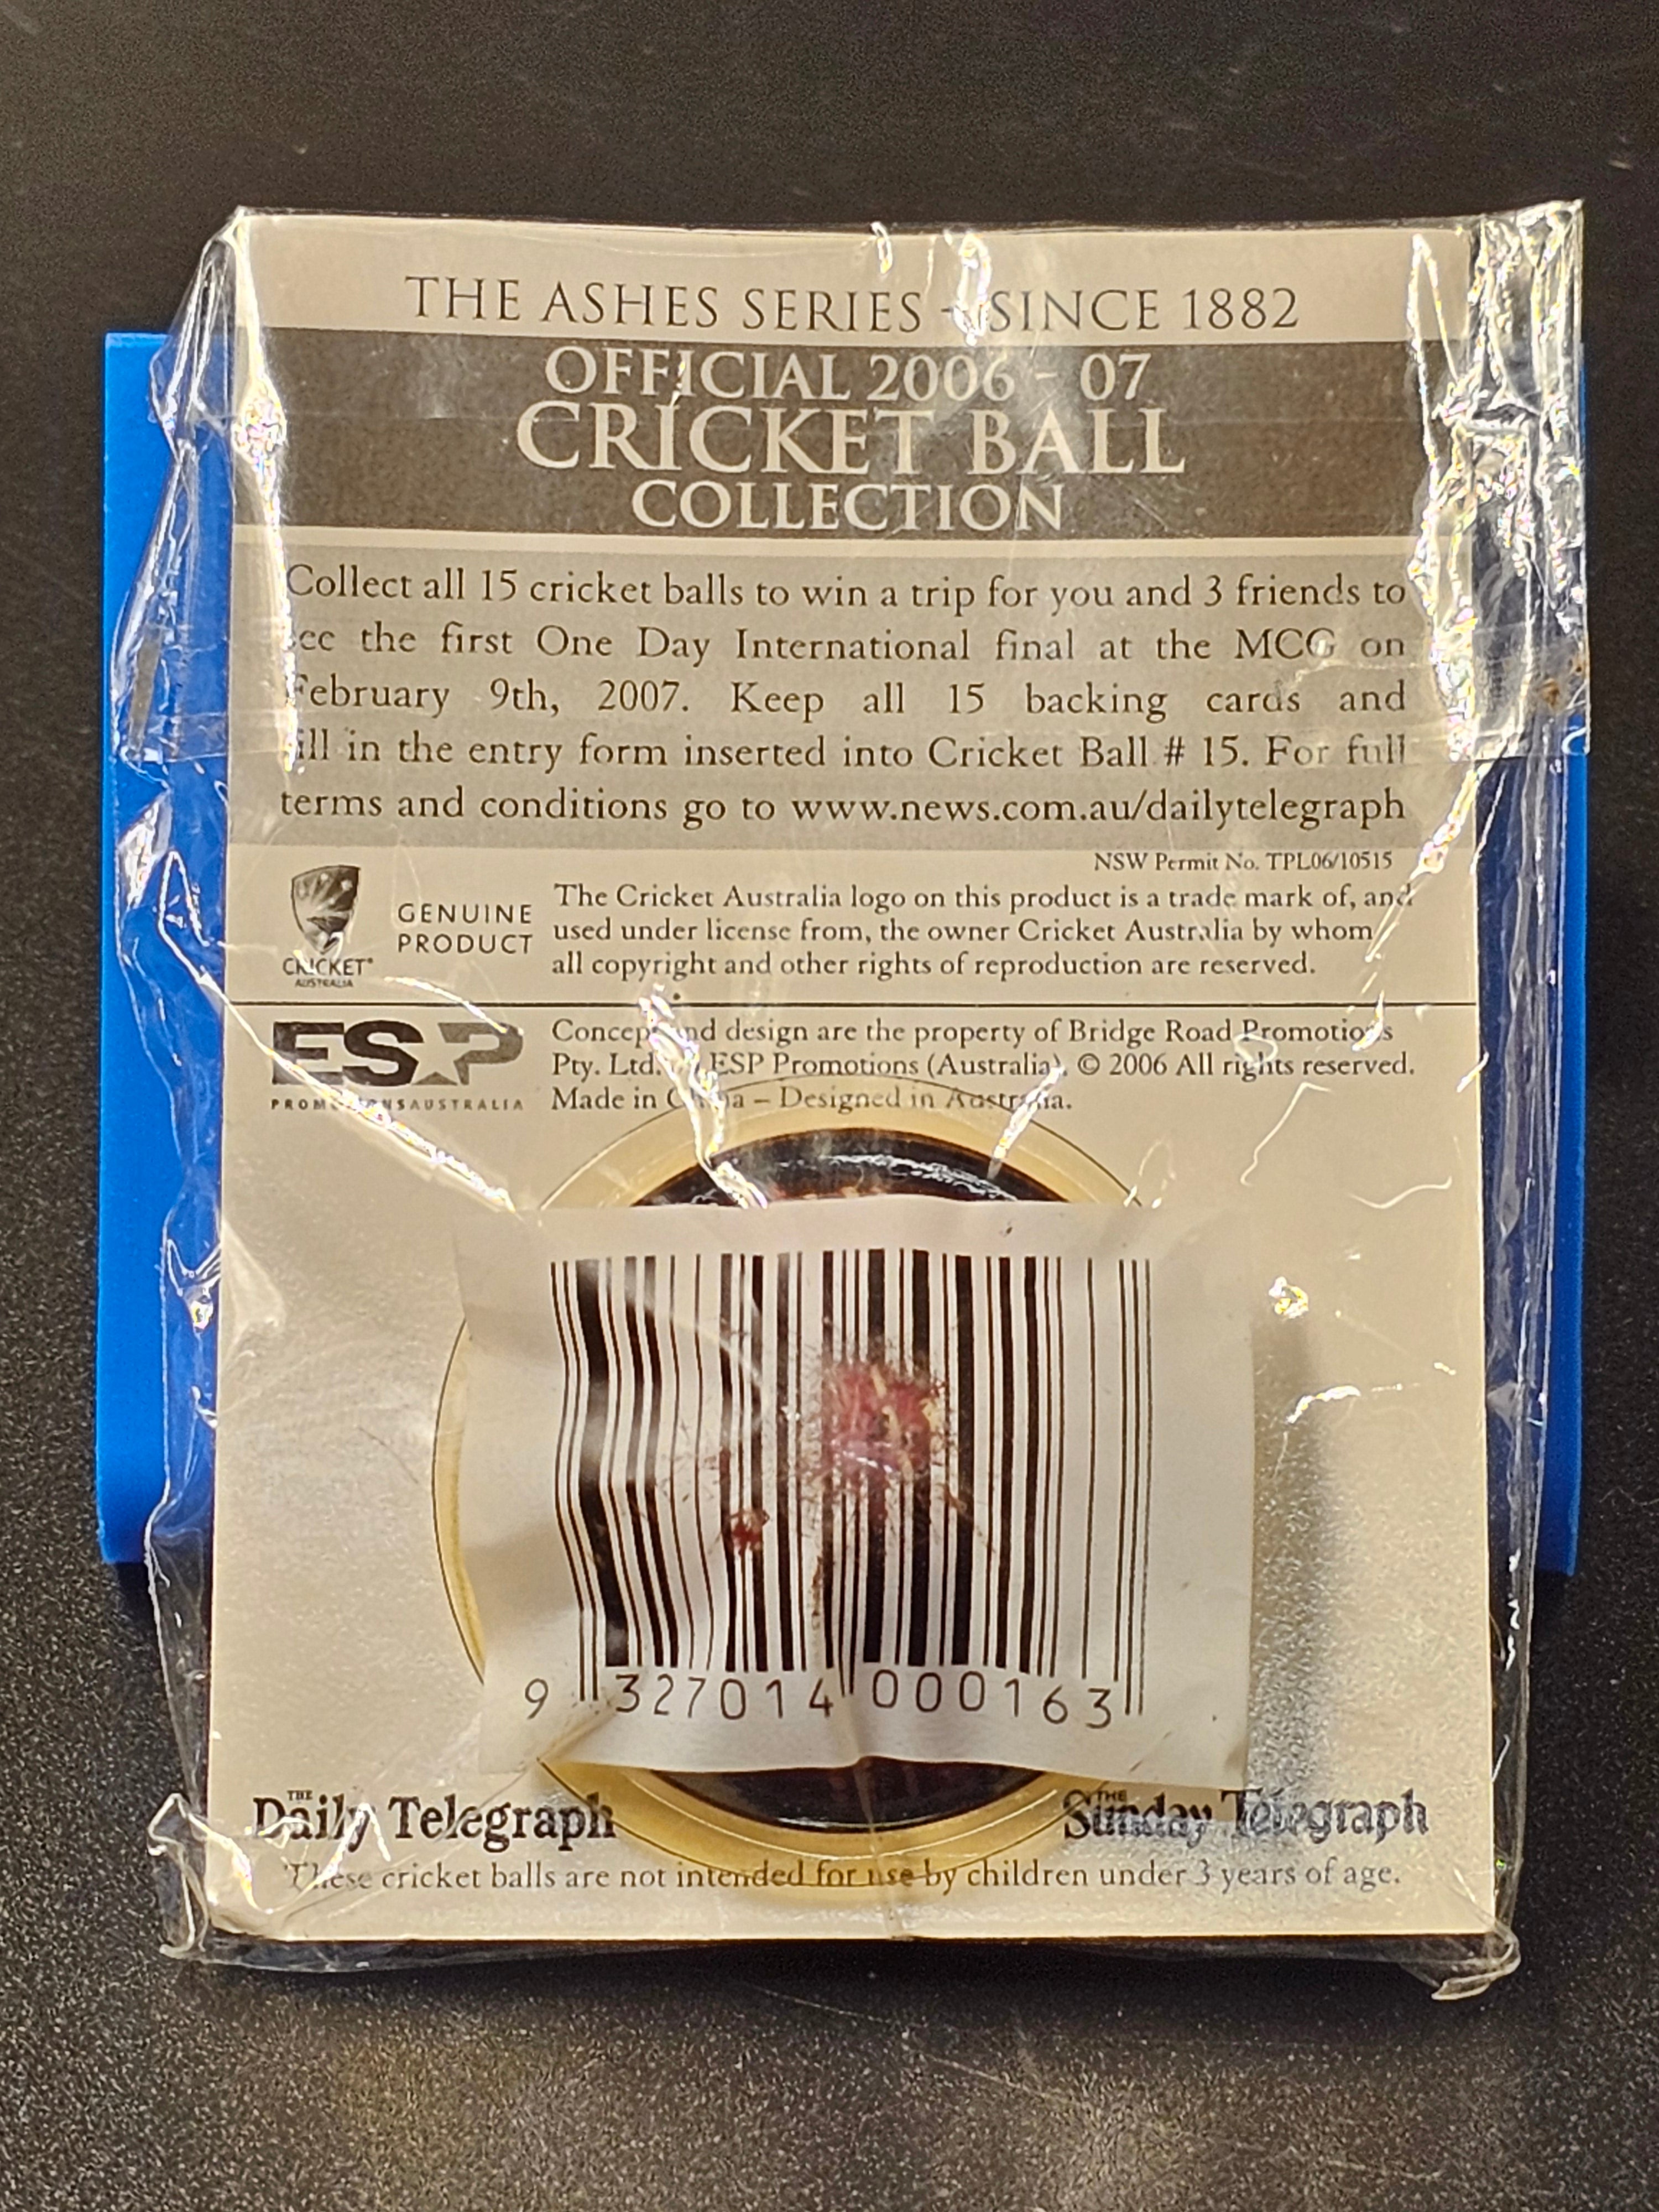 THE ASHES SERIES - SINCE 1882
OFFICIAL 2006 - 07
CRICKET BALL
COLLECTION
Collect all 15 cricket balls to win a trip for you and 3 friends to
see the first One Day International final at the MCG on
February 9th, 2007. Keep all 15 backing cards and
fill in the entry form inserted into Cricket Ball # 15. For full
terms and conditions go to www.news.com.au/dailytelegraph
NSW Permit No. TPL06/10515
CRICKET
AUSTRALIA
GENUINE
PRODUCT
The Cricket Australia logo on this product is a trade mark of, and
used under license from, the owner Cricket Australia by whom
all copyright and other rights of reproduction are reserved.
ESP
PROMOTIONSAUSTRALIA
Concept and design are the property of Bridge Road Promotions
Pty. Ltd. ESP Promotions (Australia). © 2006 All rights reserved.
Made in China – Designed in Australia.
9 327014 000163
THE Daily Telegraph
THE Sunday Telegraph
These cricket balls are not intended for use by children under 3 years of age.